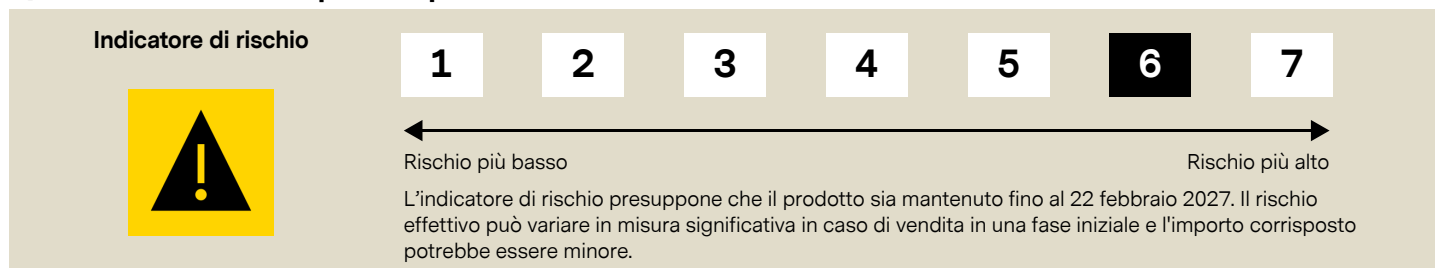 Indicatore di rischio
1 2 3 4 5 6 7
Rischio più basso
Rischio più alto
L'indicatore di rischio presuppone che il prodotto sia mantenuto fino al 22 febbraio 2027. Il rischio
effettivo può variare in misura significativa in caso di vendita in una fase iniziale e l'importo corrisposto
potrebbe essere minore.